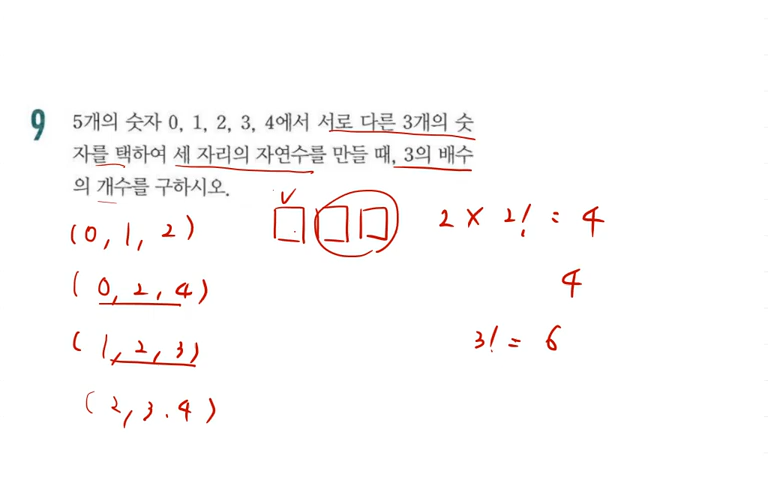 9
5개의 숫자 0, 1, 2, 3, 4에서 서로 다른 3개의 숫
자를 택하여 세 자리의 자연수를 만들 때, 3의 배수
의 개수를 구하시오.
(0, 1, 2) 2 × 2! = 4
(0, 2, 4) 4
(1, 2, 3) 3! = 6
(2, 3. 4)